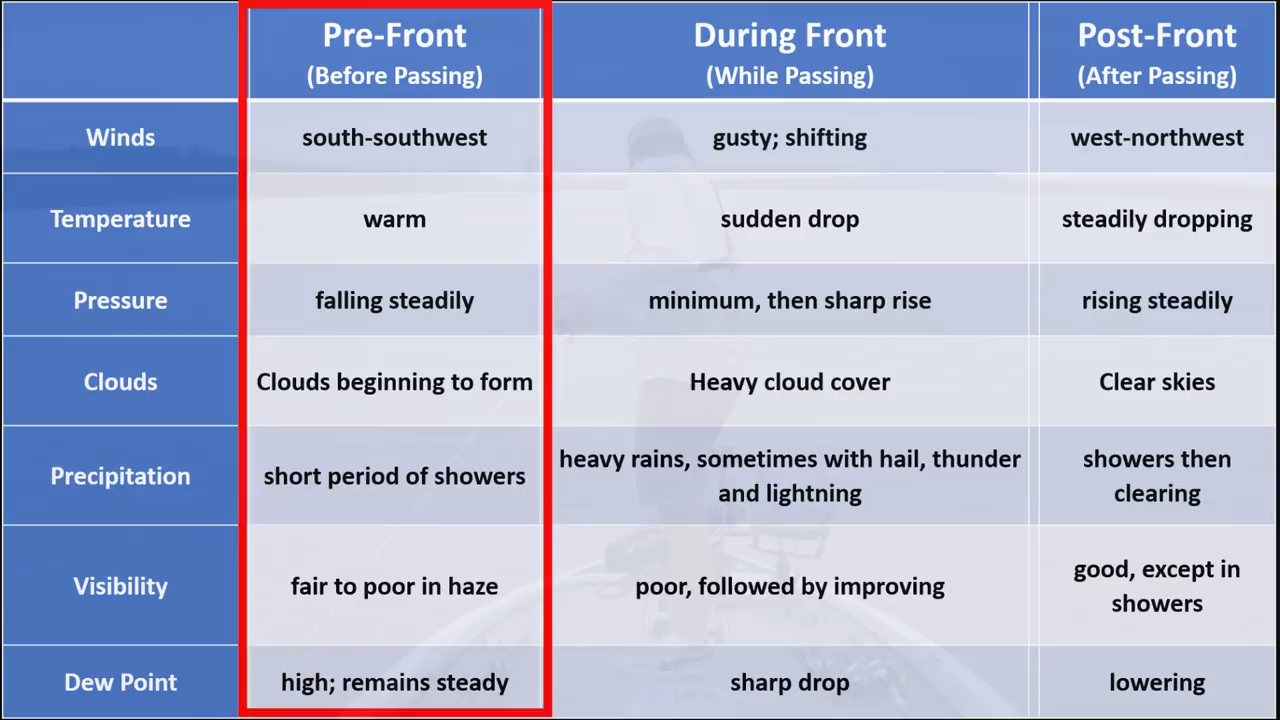 Pre-Front
(Before Passing)
During Front
(While Passing)
Post-Front
(After Passing)
Winds
south-southwest
gusty; shifting
west-northwest
Temperature
warm
sudden drop
steadily dropping
Pressure
falling steadily
minimum, then sharp rise
rising steadily
Clouds
Clouds beginning to form
Heavy cloud cover
Clear skies
Precipitation
short period of showers
heavy rains, sometimes with hail, thunder
and lightning
showers then
clearing
Visibility
fair to poor in haze
poor, followed by improving
good, except in
showers
Dew Point
high; remains steady
sharp drop
lowering